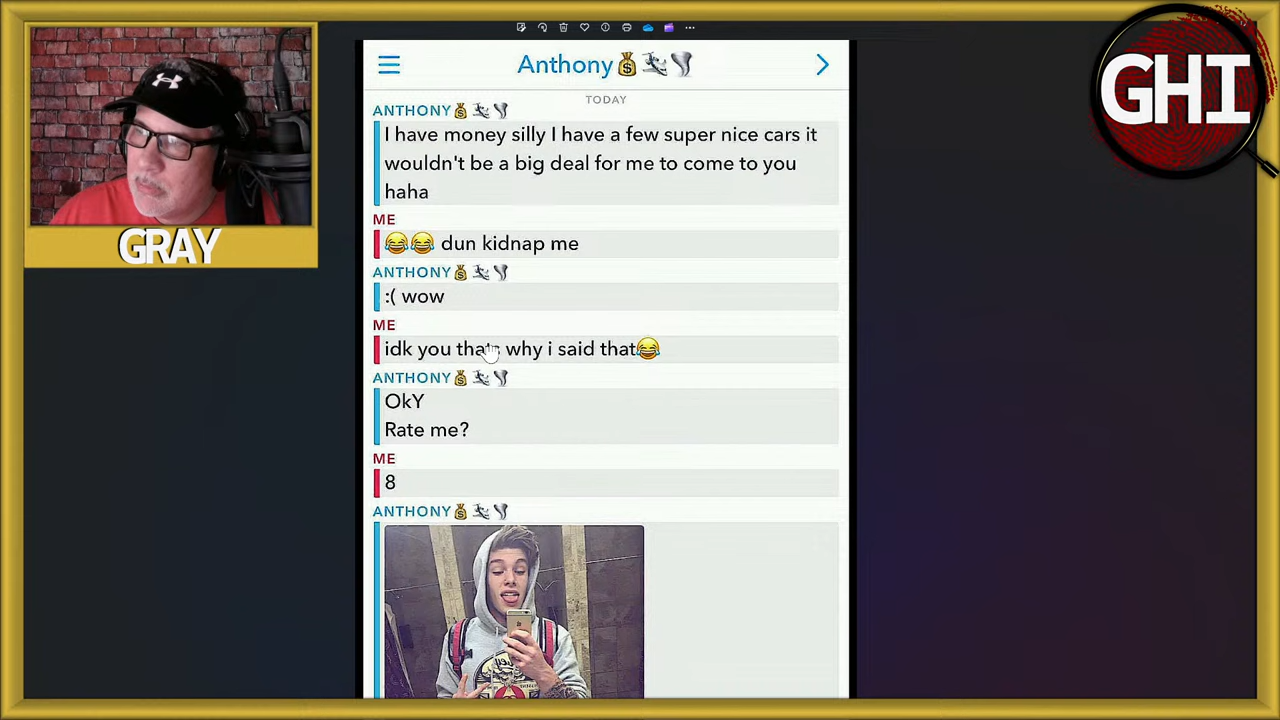 GHI
GRAY
Anthony💰
TODAY
ANTHONY💰
I have money silly I have a few super nice cars it
wouldn't be a big deal for me to come to you
haha
ME
😂😂 dun kidnap me
ANTHONY💰
:( wow
ME
idk you thats why i said that😂
ANTHONY💰
OkY
Rate me?
ME
8
ANTHONY💰